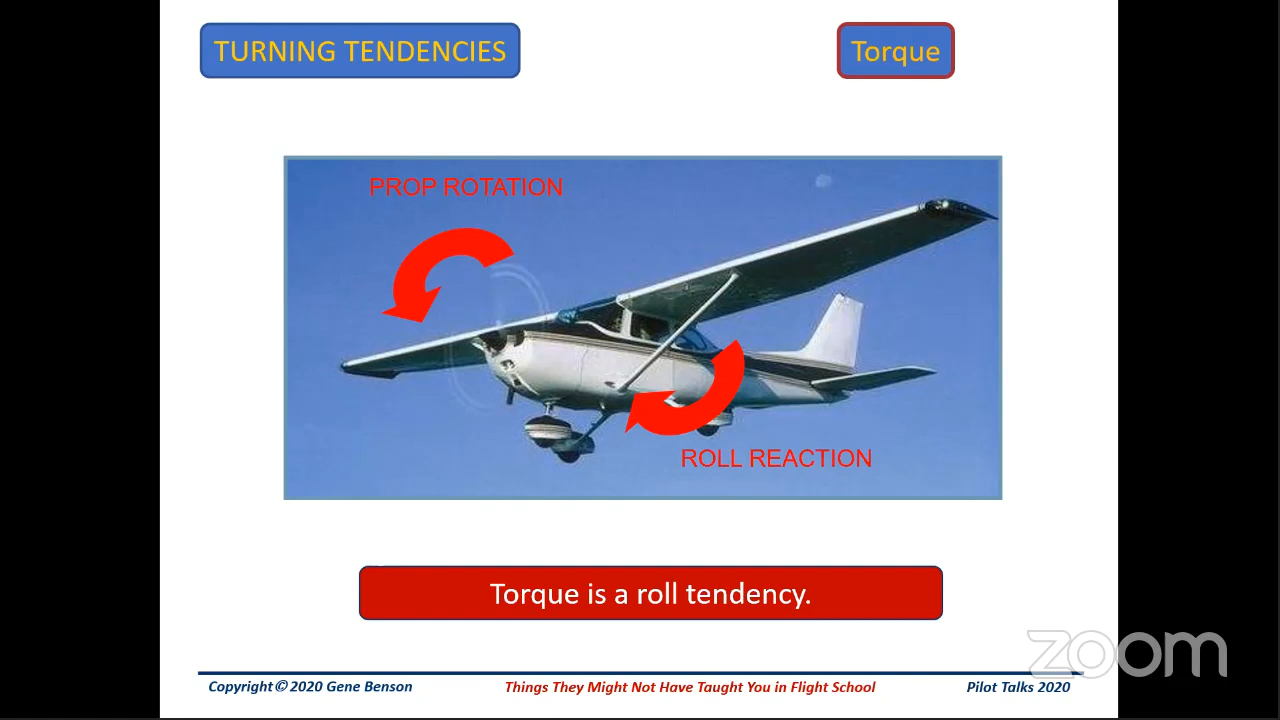 TURNING TENDENCIES
Torque
PROP ROTATION
ROLL REACTION
Torque is a roll tendency.
zoom
Copyright© 2020 Gene Benson
Things They Might Not Have Taught You in Flight School
Pilot Talks 2020